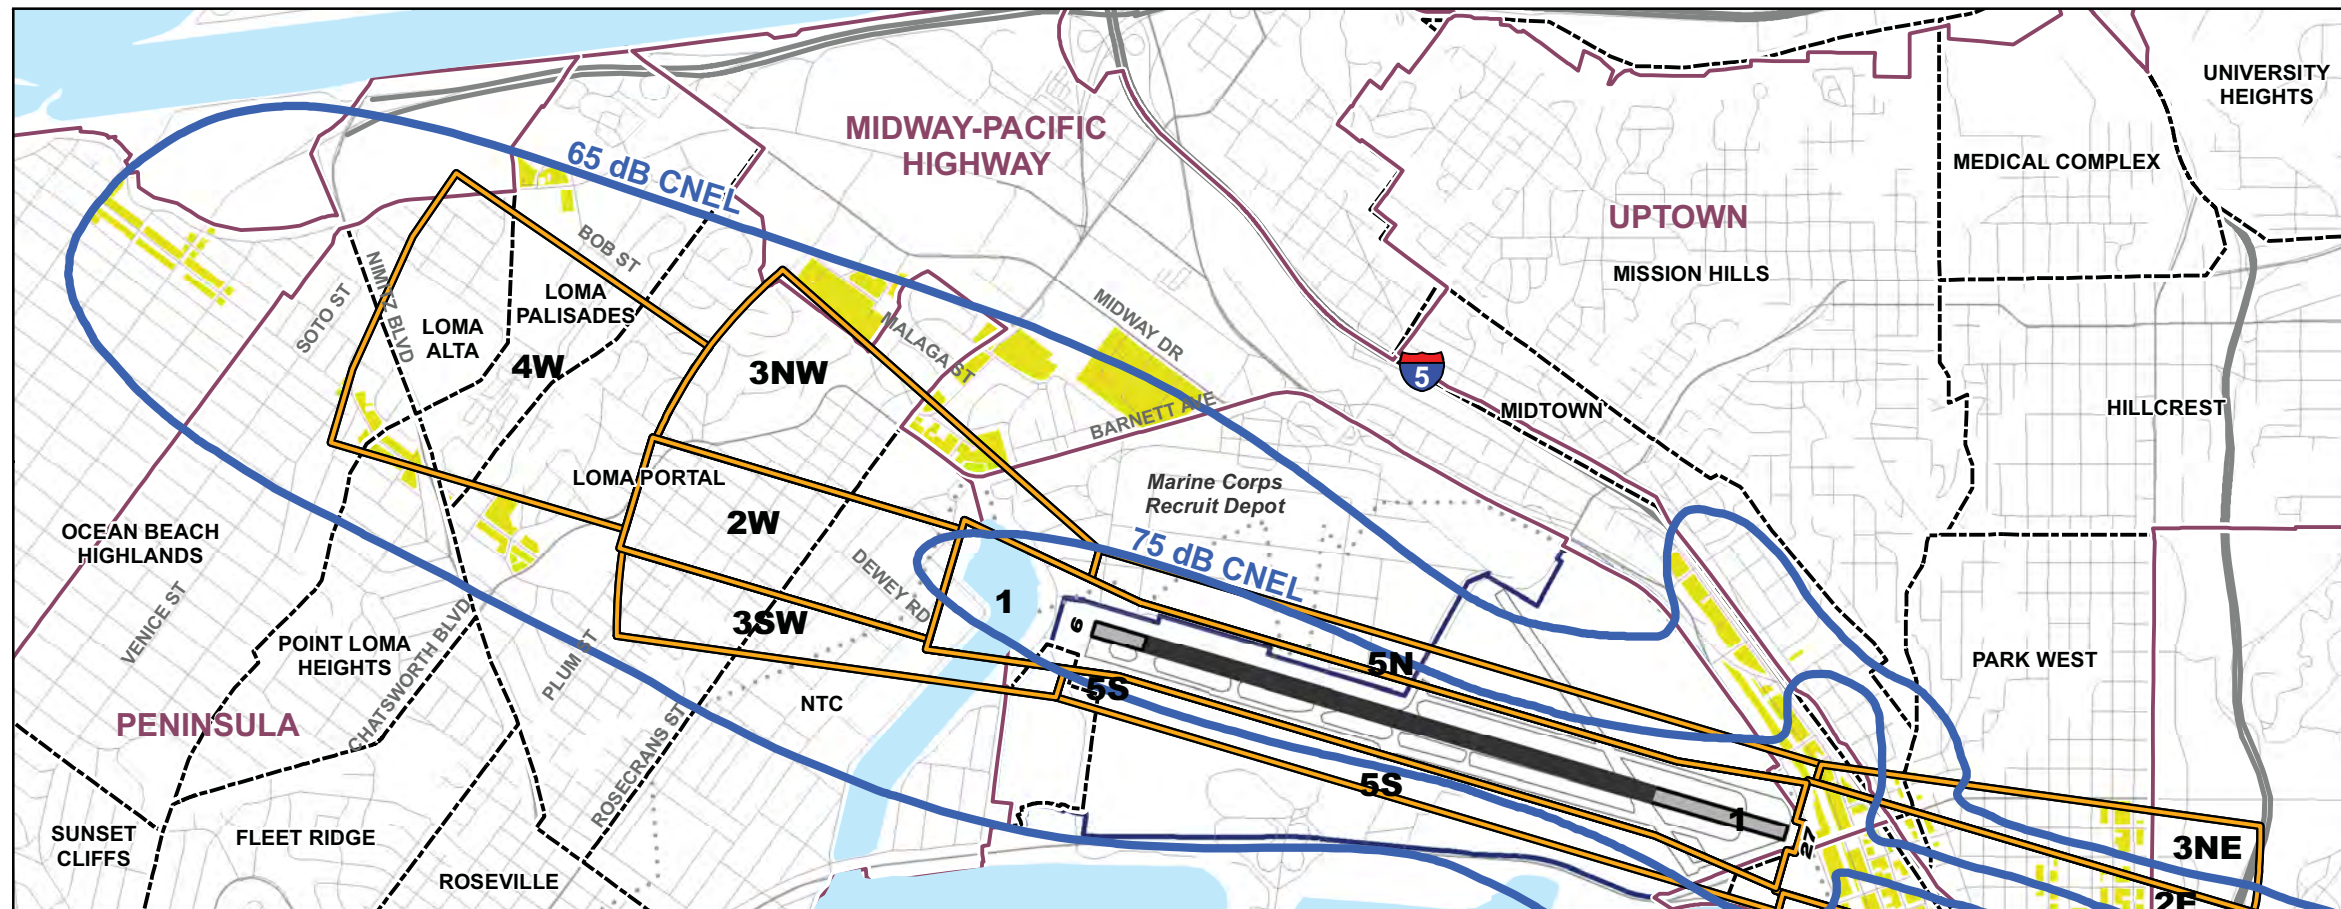 UNIVERSITY
HEIGHTS
MIDWAY-PACIFIC
HIGHWAY
65 dB CNEL
MEDICAL COMPLEX
UPTOWN
MISSION HILLS
BOB ST
NIMITZ BLVD
SOTO ST
LOMA
PALISADES
LOMA
ALTA
4W
3NW
MALAGA ST
MIDWAY DR
BARNETT AVE
5
MIDTOWN
HILLCREST
LOMA PORTAL
Marine Corps
Recruit Depot
2W
OCEAN BEACH
HIGHLANDS
75 dB CNEL
DEWEY RD
1
3SW
9
VENICE ST
POINT LOMA
HEIGHTS
CHATSWORTH BLVD
PLUM ST
5N
PARK WEST
5S
NTC
PENINSULA
ROSECRANS ST
5S
1
27
SUNSET
CLIFFS
FLEET RIDGE
3NE
ROSEVILLE
2E